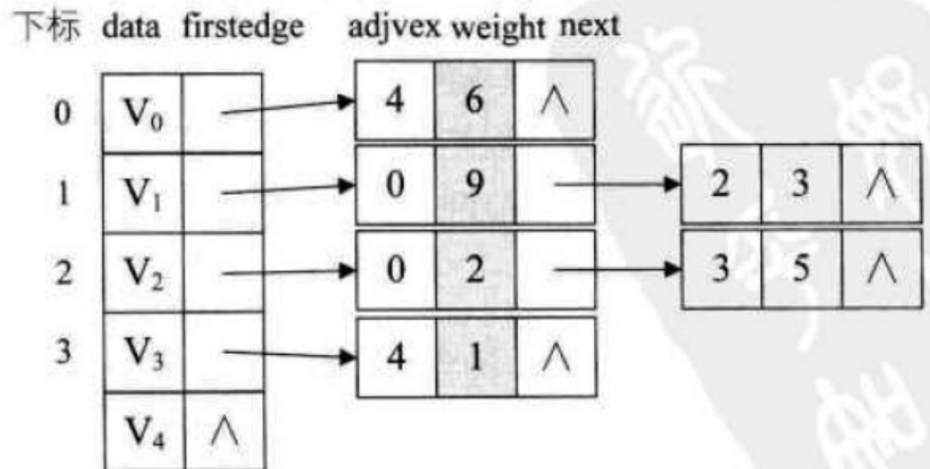 下标 data firstedge adjvex weight next
0 V₀ 4 6 ∧
1 V₁ 0 9 2 3 ∧
2 V₂ 0 2 3 5 ∧
3 V₃ 4 1 ∧
V₄ ∧